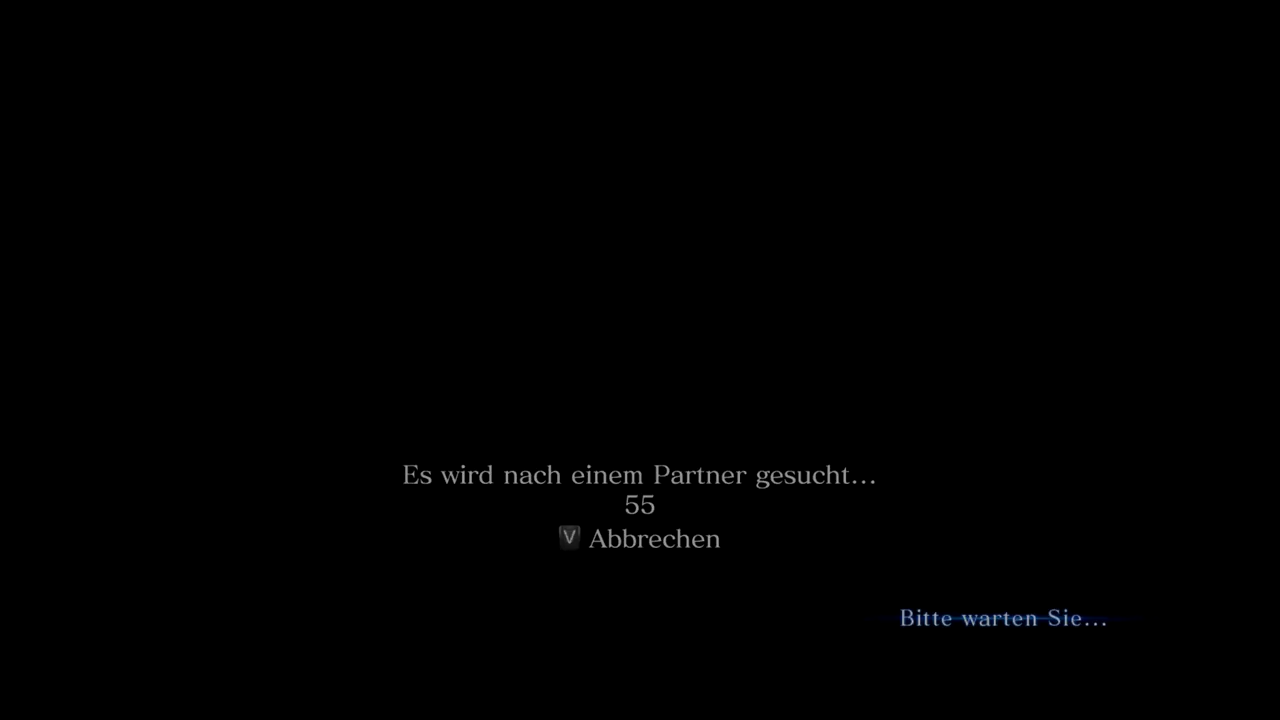 Es wird nach einem Partner gesucht...
55
V Abbrechen
Bitte warten Sie...